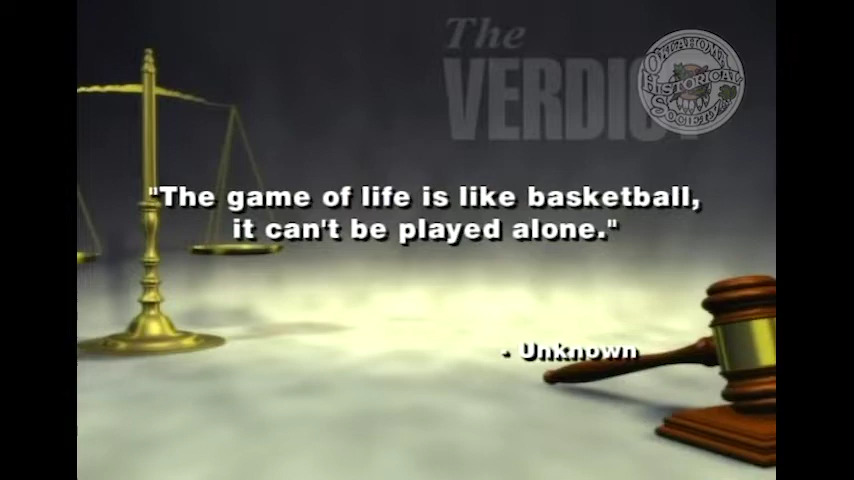 The
VERDICT
OKLAHOMA
HISTORICAL
SOCIETY
"The game of life is like basketball,
it can't be played alone."
- Unknown